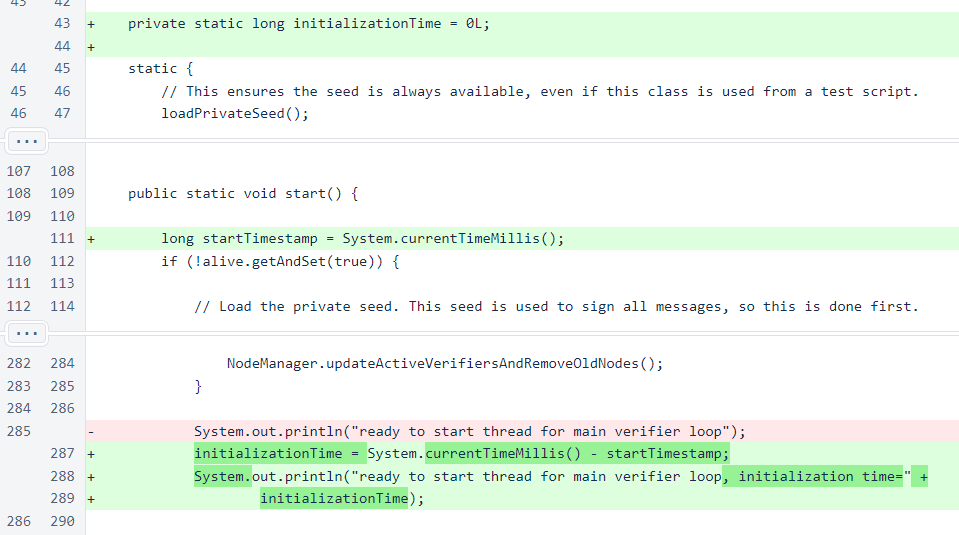 43 42
43 + private static long initializationTime = 0L;
44 +
44 45 static {
45 46 // This ensures the seed is always available, even if this class is used from a test script.
46 47 loadPrivateSeed();
...
107 108
108 109 public static void start() {
109 110
111 + long startTimestamp = System.currentTimeMillis();
110 112 if (!alive.getAndSet(true)) {
111 113
112 114 // Load the private seed. This seed is used to sign all messages, so this is done first.
...
282 284 NodeManager.updateActiveVerifiersAndRemoveOldNodes();
283 285 }
284 286
285 - System.out.println("ready to start thread for main verifier loop");
287 + initializationTime = System.currentTimeMillis() - startTimestamp;
288 + System.out.println("ready to start thread for main verifier loop, initialization time=" +
289 + initializationTime);
286 290